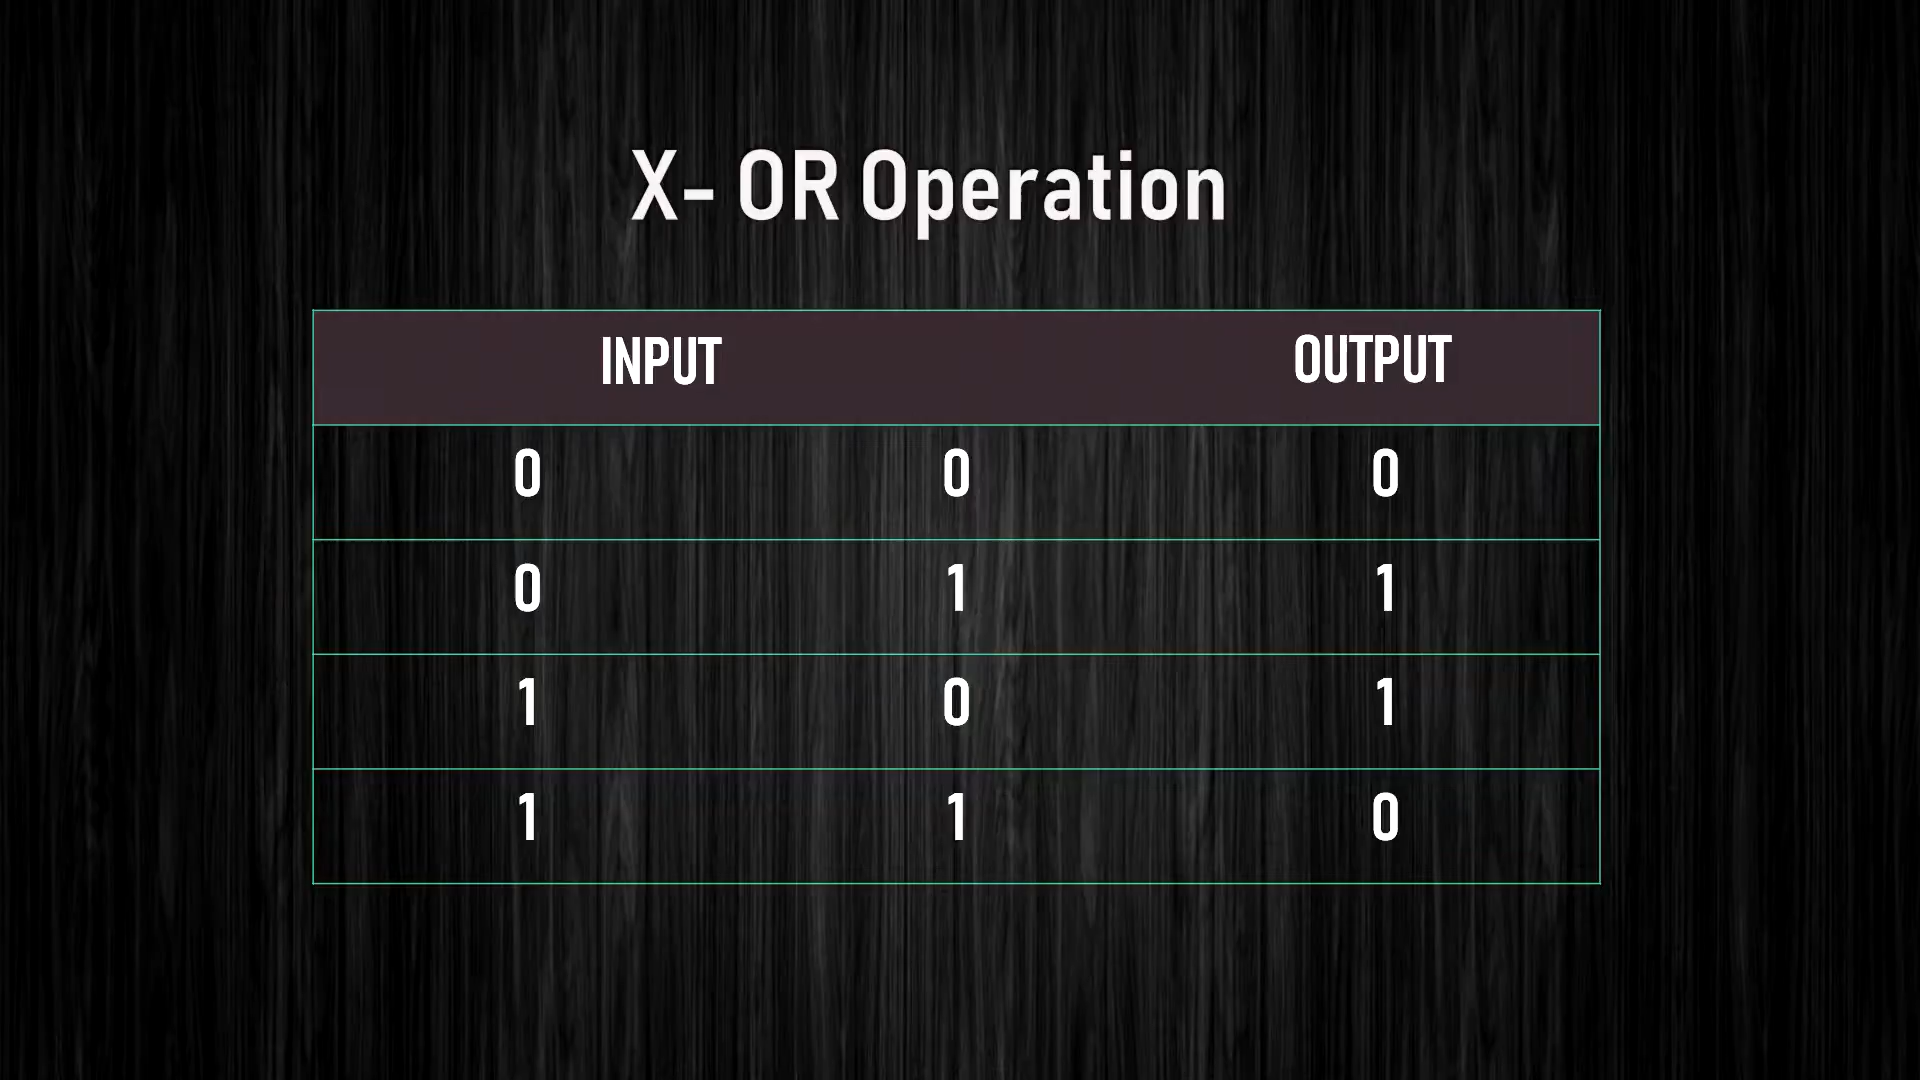 X- OR Operation
INPUT OUTPUT
0 0 0
0 1 1
1 0 1
1 1 0